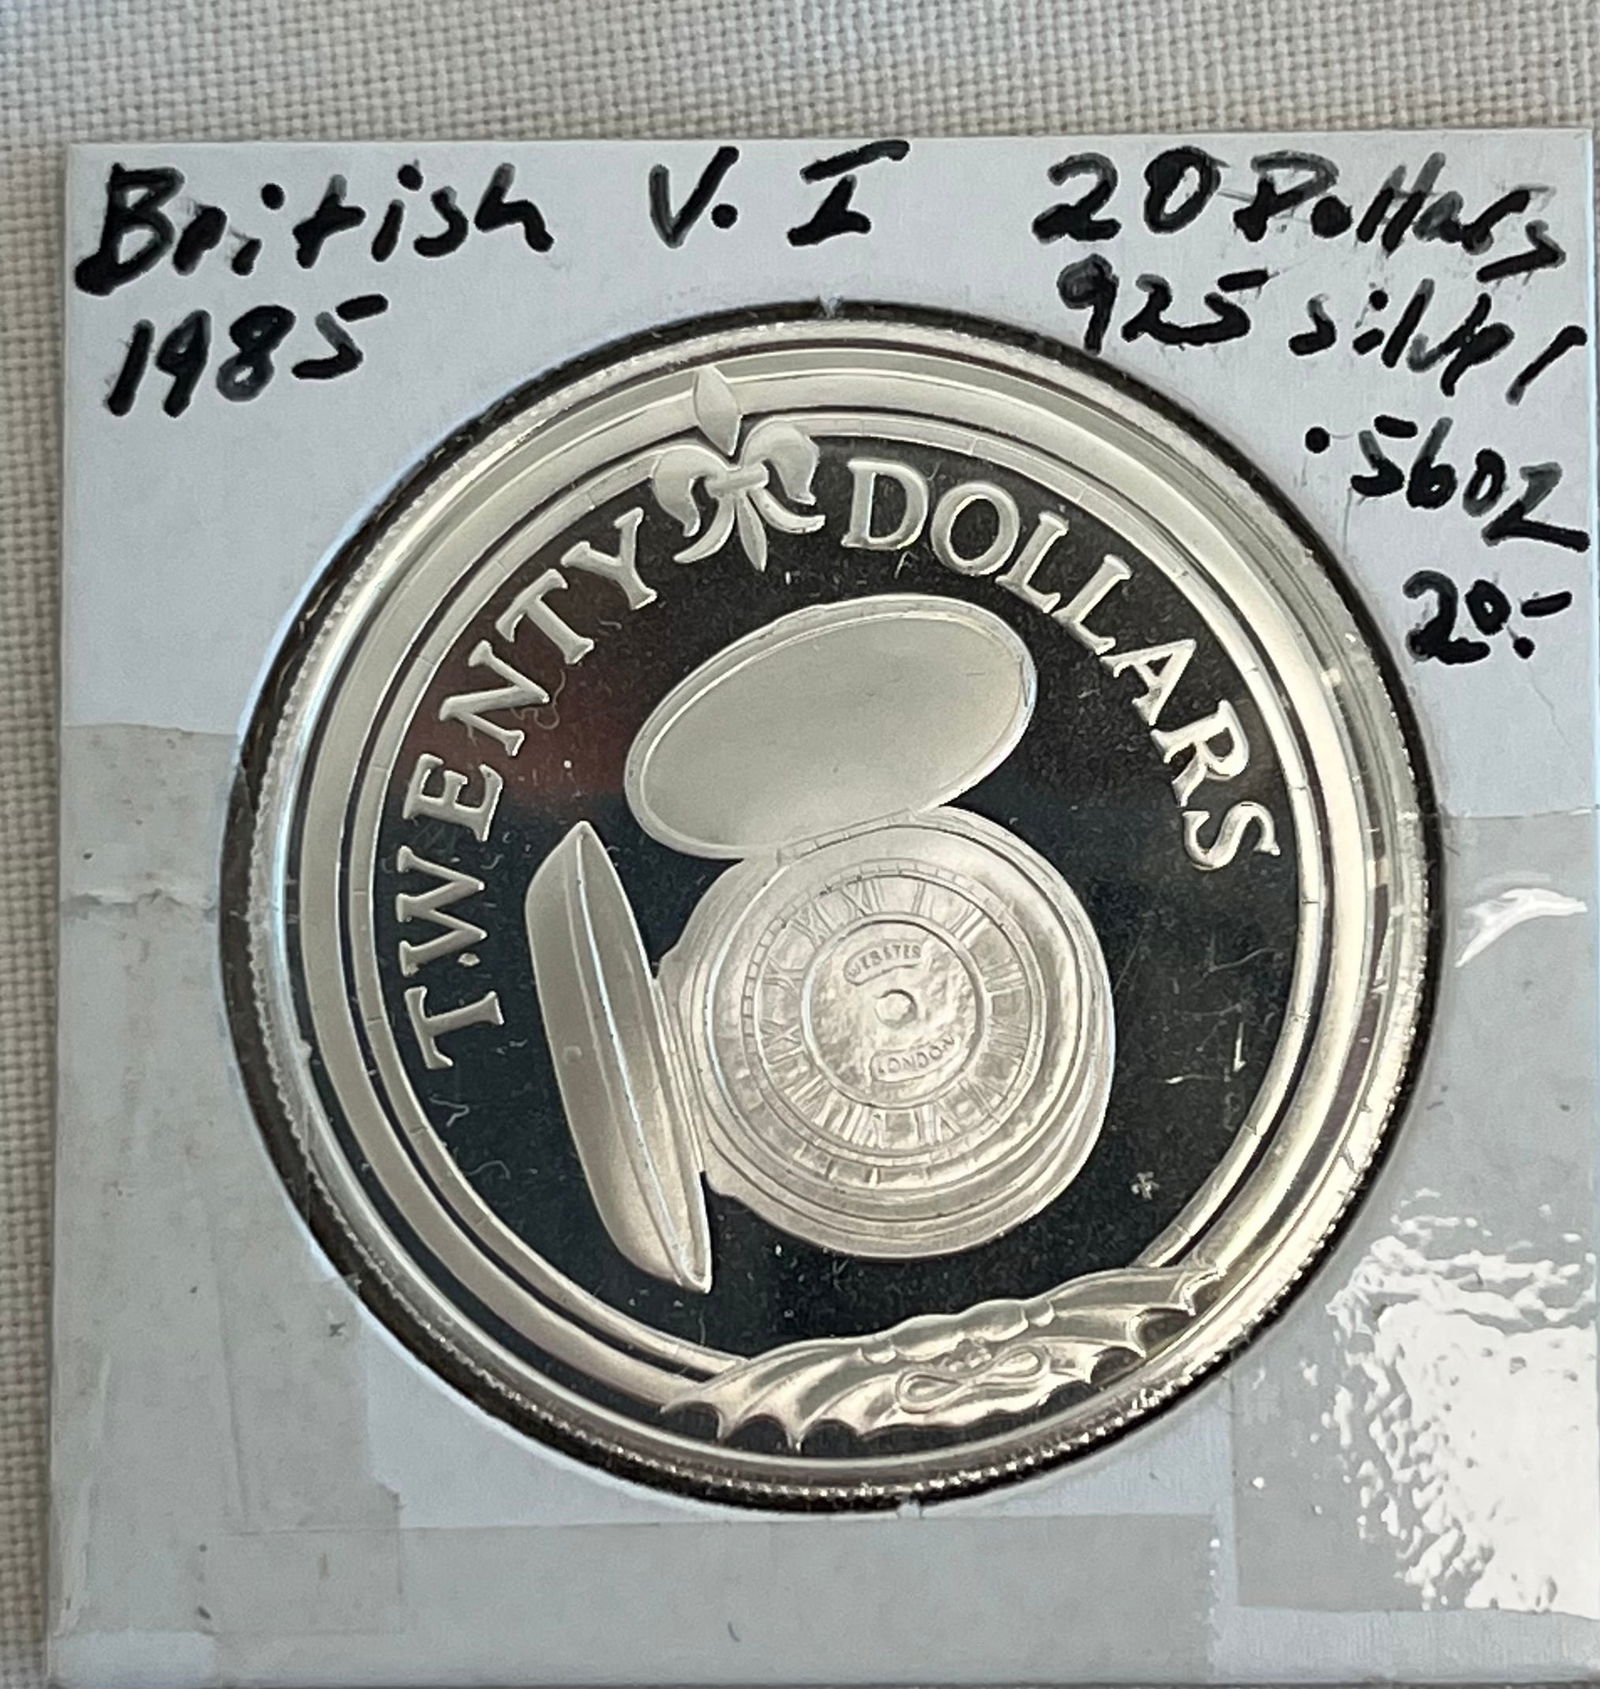 British V. I 20 Dollars
1985 925 silver
.56oz
20.-
TWENTY DOLLARS
WEBSTER
LONDON